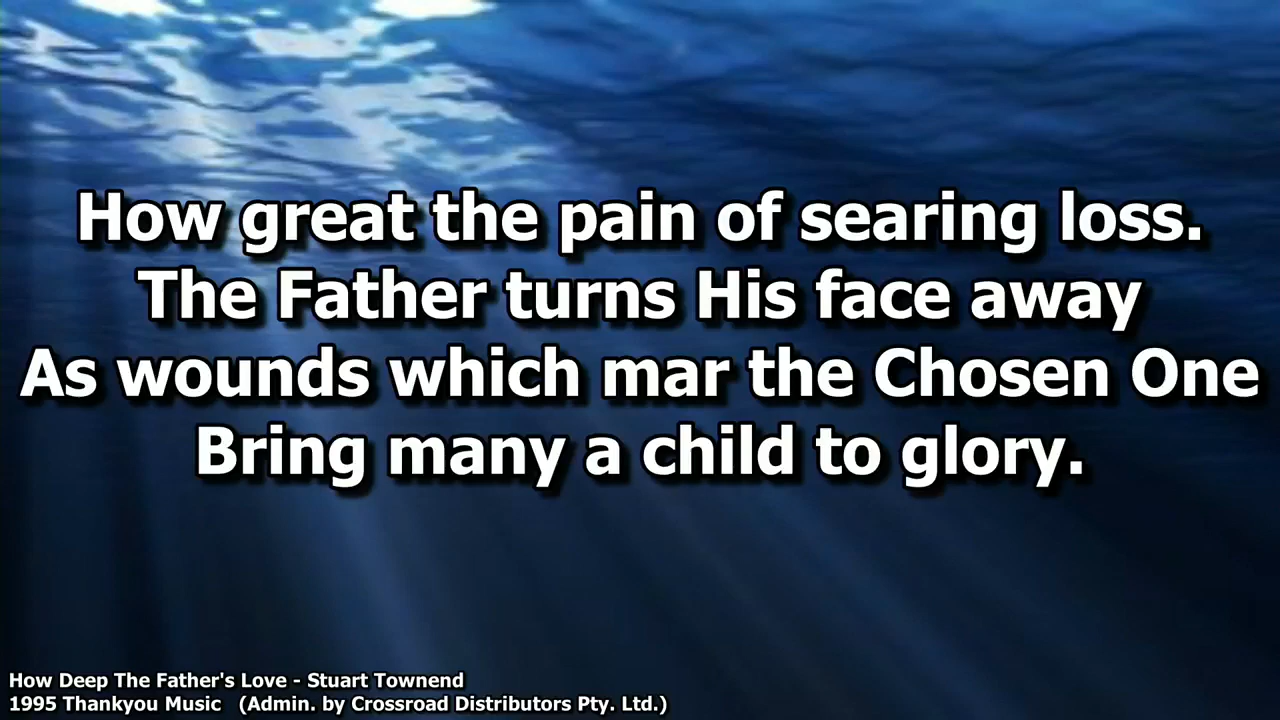 How great the pain of searing loss.
The Father turns His face away
As wounds which mar the Chosen One
Bring many a child to glory.
How Deep The Father's Love - Stuart Townend
1995 Thankyou Music (Admin. by Crossroad Distributors Pty. Ltd.)